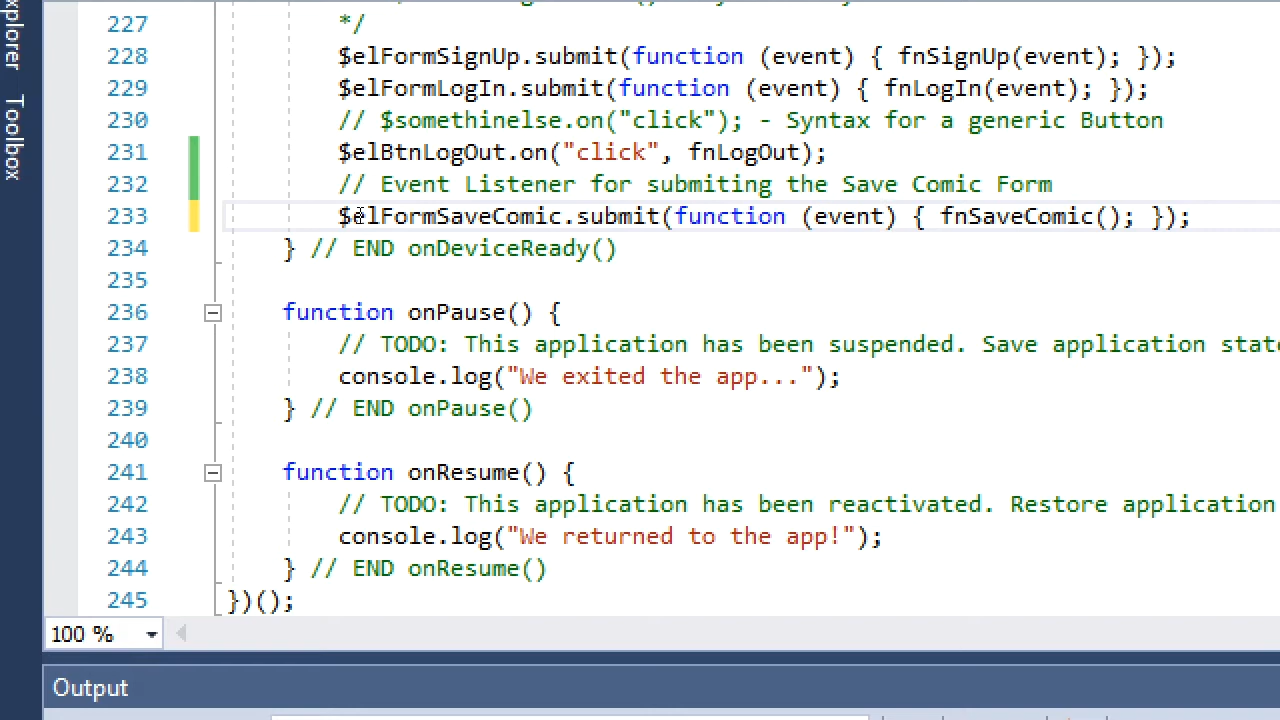 xplorer
Toolbox
227 */
228 $elFormSignUp.submit(function (event) { fnSignUp(event); });
229 $elFormLogIn.submit(function (event) { fnLogIn(event); });
230 // $somethinelse.on("click"); - Syntax for a generic Button
231 $elBtnLogOut.on("click", fnLogOut);
232 // Event Listener for submiting the Save Comic Form
233 $elFormSaveComic.submit(function (event) { fnSaveComic(); });
234 } // END onDeviceReady()
235
236 function onPause() {
237 // TODO: This application has been suspended. Save application state
238 console.log("We exited the app...");
239 } // END onPause()
240
241 function onResume() {
242 // TODO: This application has been reactivated. Restore application
243 console.log("We returned to the app!");
244 } // END onResume()
245 })();
100 %
Output